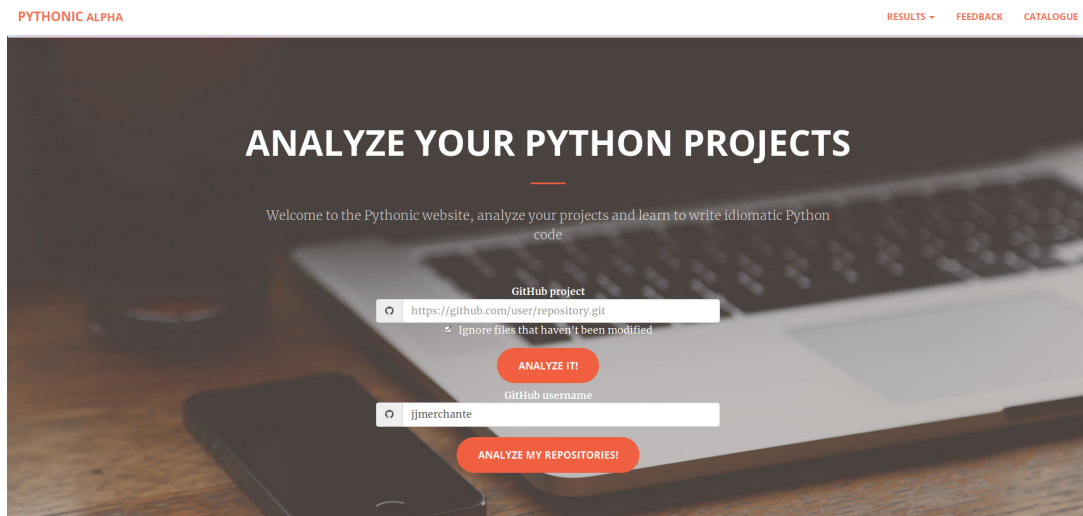 PYTHONIC ALPHA
RESULTS FEEDBACK CATALOGUE
ANALYZE YOUR PYTHON PROJECTS
Welcome to the Pythonic website, analyze your projects and learn to write idiomatic Python
code
GitHub project
https://github.com/user/repository.git
Ignore files that haven't been modified
ANALYZE IT!
GitHub username
jjmerchante
ANALYZE MY REPOSITORIES!